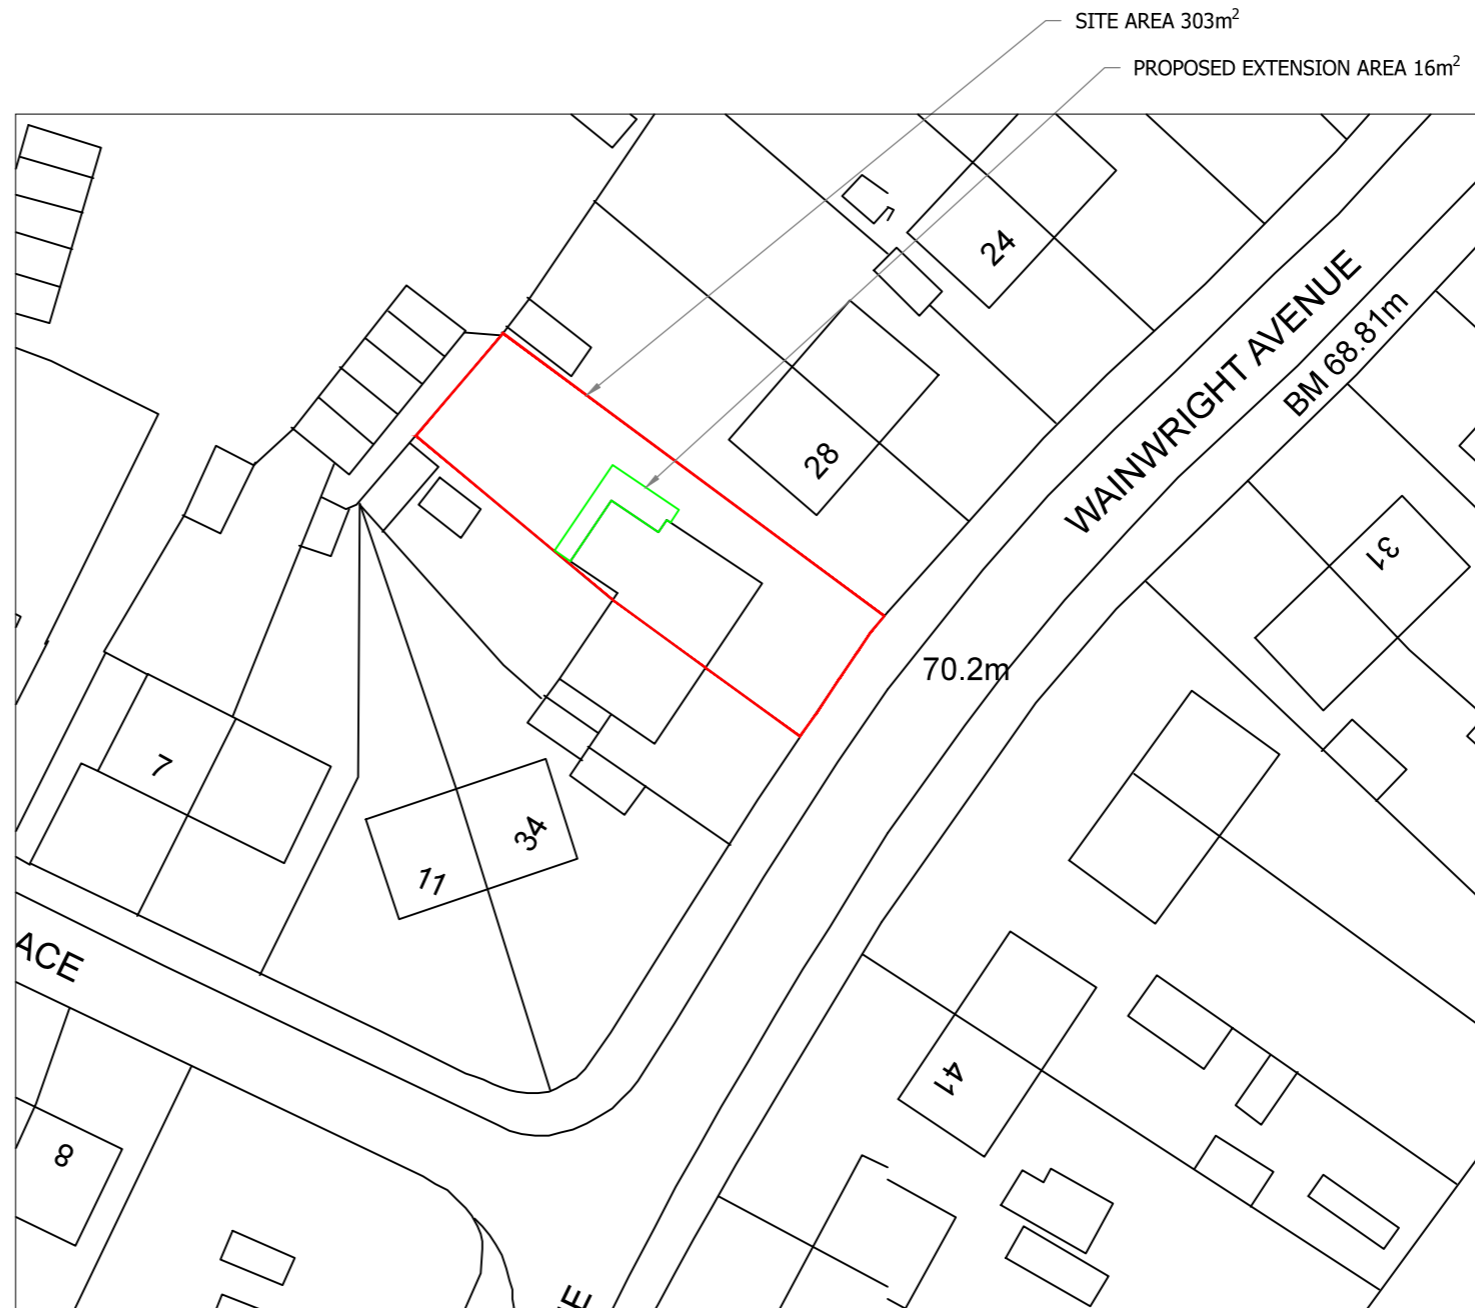 SITE AREA 303m²
PROPOSED EXTENSION AREA 16m²
24
WAINWRIGHT AVENUE
BM 68.81m
28
31
70.2m
7
34
11
ACE
41
8
E